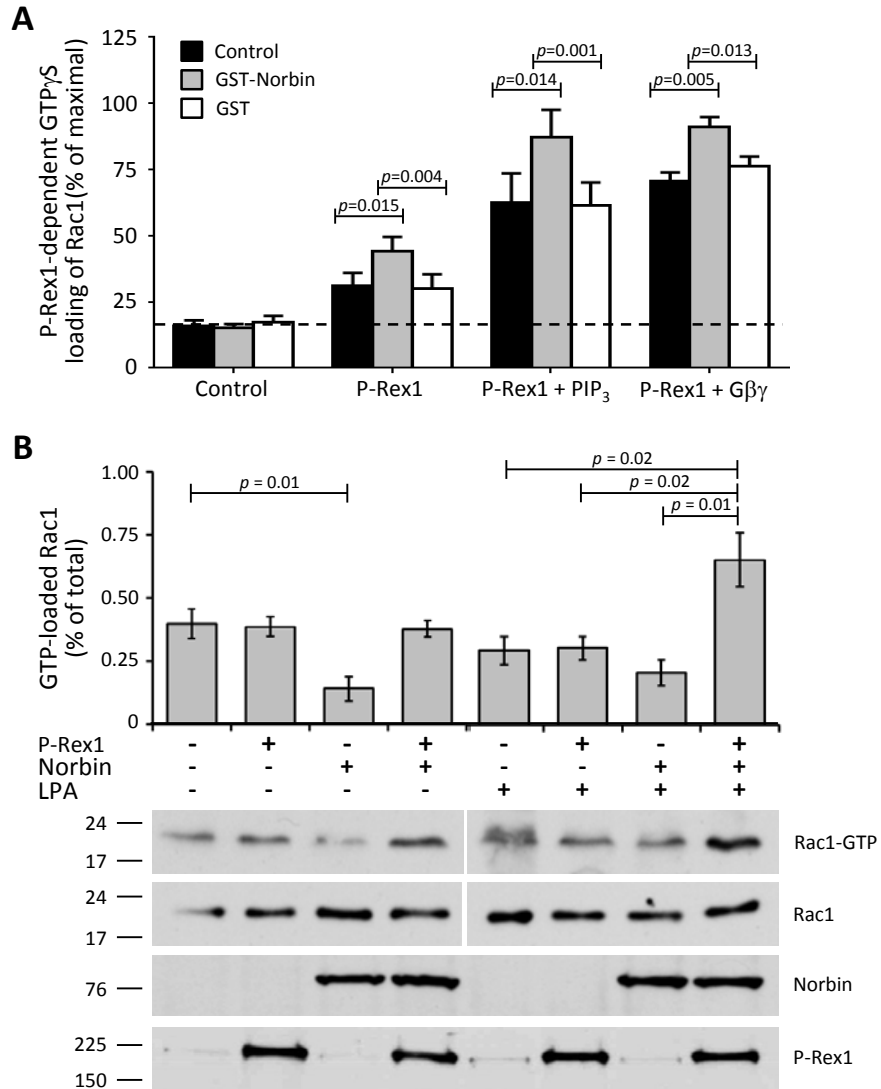 A
P-Rex1-dependent GTPγS
loading of Rac1(% of maximal)
125
100
75
50
25
0
Control
GST-Norbin
GST
p=0.015
p=0.004
p=0.014
p=0.001
p=0.005
p=0.013
Control
P-Rex1
P-Rex1 + PIP3
P-Rex1 + Gβγ
B
GTP-loaded Rac1
(% of total)
1.00
0.75
0.50
0.25
0
p = 0.01
p = 0.02
p = 0.02
p = 0.01
P-Rex1 - + - + - + - +
Norbin - - + + - - + +
LPA - - - - + + + +
24
17
Rac1-GTP
24
17
Rac1
76
Norbin
225
150
P-Rex1